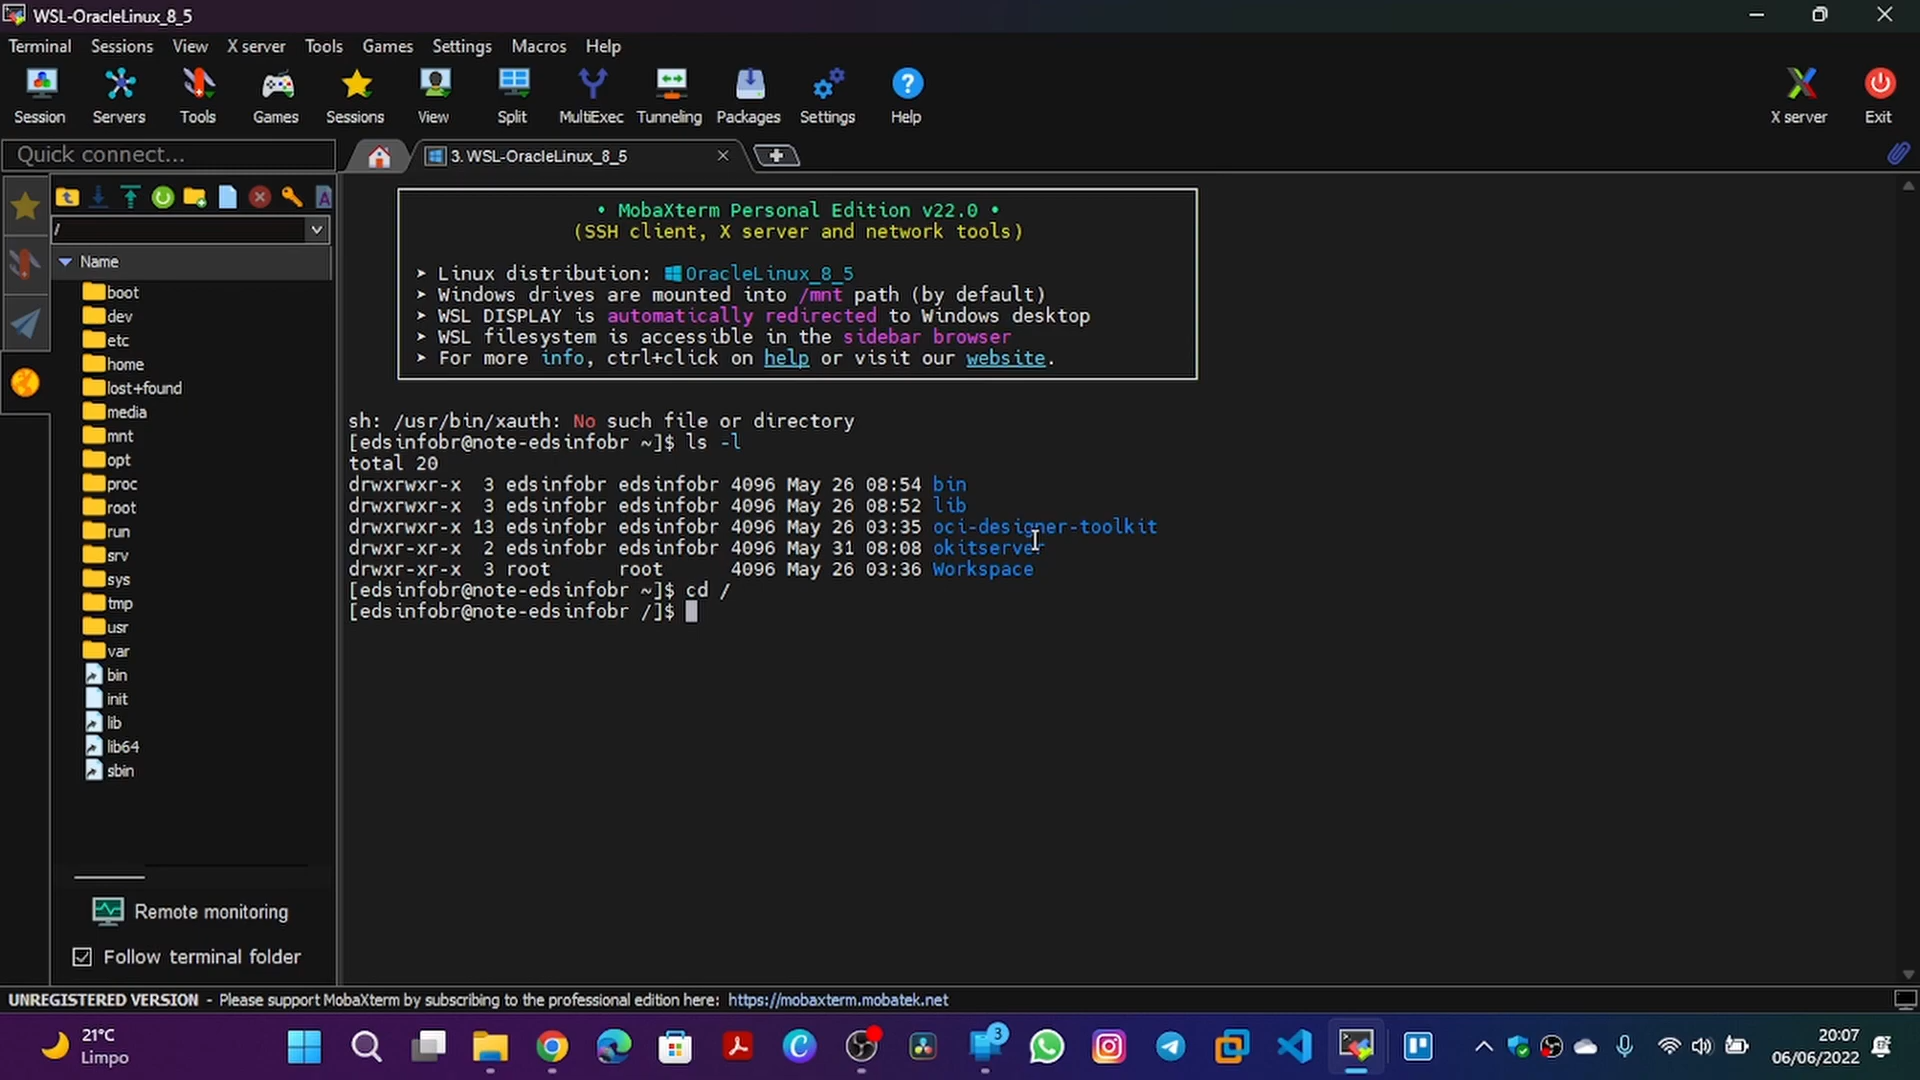 WSL-OracleLinux_8_5
Terminal Sessions View X server Tools Games Settings Macros Help
Session Servers Tools Games Sessions View Split MultiExec Tunneling Packages Settings Help X server Exit
Quick connect...
3. WSL-OracleLinux_8_5
/
Name
boot
dev
etc
home
lost+found
media
mnt
opt
proc
root
run
srv
sys
tmp
usr
var
bin
init
lib
lib64
sbin
Remote monitoring
Follow terminal folder
• MobaXterm Personal Edition v22.0 •
(SSH client, X server and network tools)
➤ Linux distribution: OracleLinux_8_5
➤ Windows drives are mounted into /mnt path (by default)
➤ WSL DISPLAY is automatically redirected to Windows desktop
➤ WSL filesystem is accessible in the sidebar browser
➤ For more info, ctrl+click on help or visit our website.
sh: /usr/bin/xauth: No such file or directory
[edsinfobr@note-edsinfobr ~]$ ls -l
total 20
drwxrwxr-x 3 edsinfobr edsinfobr 4096 May 26 08:54 bin
drwxrwxr-x 3 edsinfobr edsinfobr 4096 May 26 08:52 lib
drwxrwxr-x 13 edsinfobr edsinfobr 4096 May 26 03:35 oci-designer-toolkit
drwxr-xr-x 2 edsinfobr edsinfobr 4096 May 31 08:08 okitserver
drwxr-xr-x 3 root root 4096 May 26 03:36 Workspace
[edsinfobr@note-edsinfobr ~]$ cd /
[edsinfobr@note-edsinfobr /]$
UNREGISTERED VERSION - Please support MobaXterm by subscribing to the professional edition here: https://mobaxterm.mobatek.net
21°C
Limpo
3
20:07
06/06/2022